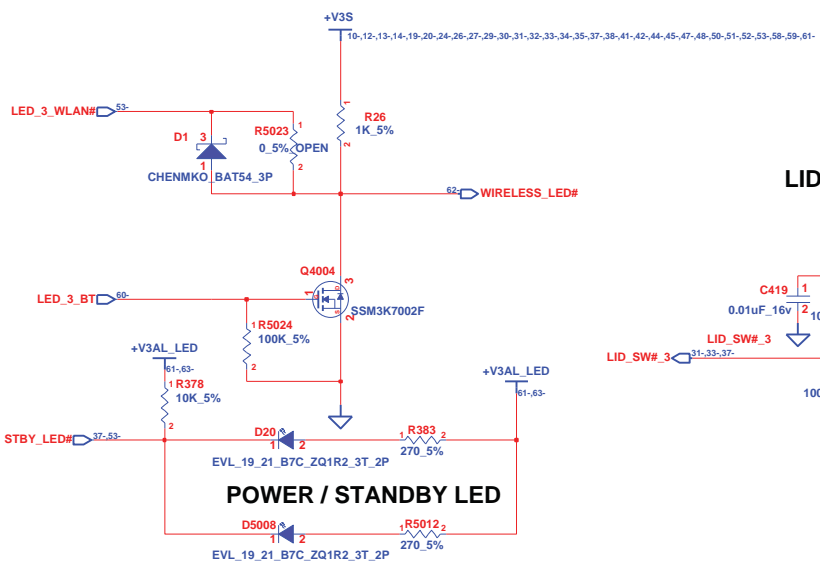 +V3S
10-,12-,13-,14-,19-,20-,24-,26-,27-,29-,30-,31-,32-,33-,34-,35-,37-,38-,41-,42-,44-,45-,47-,48-,50-,51-,52-,53-,58-,59-,61-
1
R26
1K_5%
2
LED_3_WLAN#
53-
D1
3
1
CHENMKO_BAT54_3P
R5023
1
0_5%_OPEN
2
62-
WIRELESS_LED#
LID
Q4004
3
1
G
D
S
2
SSM3K7002F
LED_3_BT
60-
1
R5024
100K_5%
2
C419
1
0.01uF_16v
2
10
LID_SW#_3
LID_SW#_3
31-,33-,37-
100
+V3AL_LED
61-,63-
1
R378
10K_5%
2
+V3AL_LED
61-,63-
STBY_LED#
37-,53-
D20
1
2
EVL_19_21_B7C_ZQ1R2_3T_2P
1
R383
2
270_5%
POWER / STANDBY LED
D5008
1
2
EVL_19_21_B7C_ZQ1R2_3T_2P
1
R5012
2
270_5%